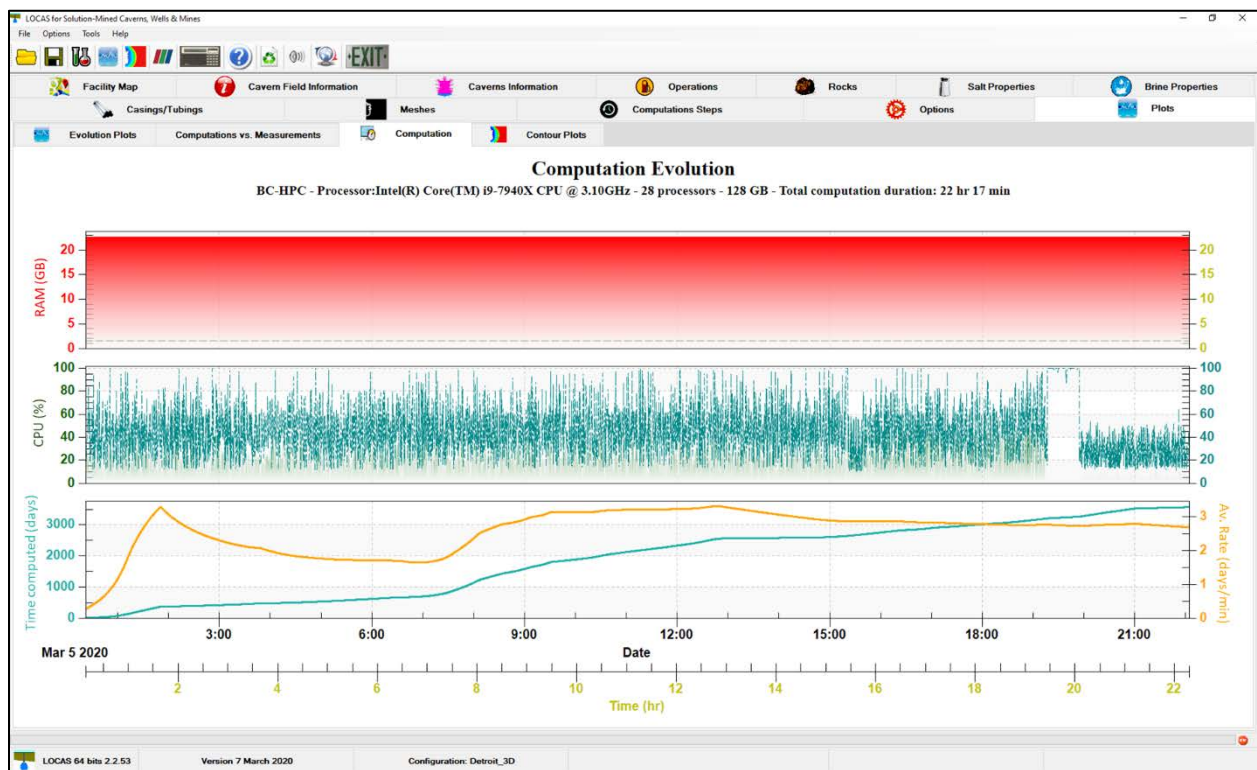 LOCAS for Solution-Mined Caverns, Wells & Mines
File Options Tools Help
EXIT
Facility Map Cavern Field Information Caverns Information Operations Rocks Salt Properties Brine Properties
Casings/Tubings Meshes Computations Steps Options Plots
Evolution Plots Computations vs. Measurements Computation Contour Plots
Computation Evolution
BC-HPC - Processor:Intel(R) Core(TM) i9-7940X CPU @ 3.10GHz - 28 processors - 128 GB - Total computation duration: 22 hr 17 min
RAM (GB)
20 20
15 15
10 10
5 5
0 0
CPU (%)
100 100
80 80
60 60
40 40
20 20
0 0
Time computed (days)
3000 3
2000 2
1000 1
0 0
Av. Rate (days/min)
3:00 6:00 9:00 12:00 15:00 18:00 21:00
Mar 5 2020 Date
2 4 6 8 10 12 14 16 18 20 22
Time (hr)
LOCAS 64 bits 2.2.53 Version 7 March 2020 Configuration: Detroit_3D